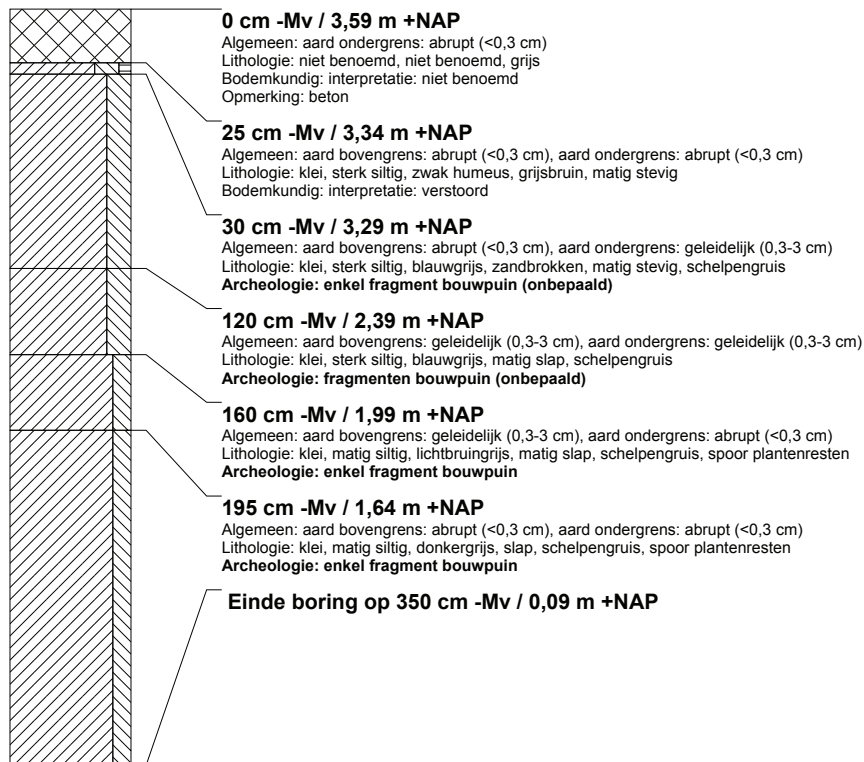 0 cm -Mv / 3,59 m +NAP
Algemeen: aard ondergrens: abrupt (<0,3 cm)
Lithologie: niet benoemd, niet benoemd, grijs
Bodemkundig: interpretatie: niet benoemd
Opmerking: beton
25 cm -Mv / 3,34 m +NAP
Algemeen: aard bovengrens: abrupt (<0,3 cm), aard ondergrens: abrupt (<0,3 cm)
Lithologie: klei, sterk siltig, zwak humeus, grijsbruin, matig stevig
Bodemkundig: interpretatie: verstoord
30 cm -Mv / 3,29 m +NAP
Algemeen: aard bovengrens: abrupt (<0,3 cm), aard ondergrens: geleidelijk (0,3-3 cm)
Lithologie: klei, sterk siltig, blauwgrijs, zandbrokken, matig stevig, schelpengruis
Archeologie: enkel fragment bouwpuin (onbepaald)
120 cm -Mv / 2,39 m +NAP
Algemeen: aard bovengrens: geleidelijk (0,3-3 cm), aard ondergrens: geleidelijk (0,3-3 cm)
Lithologie: klei, sterk siltig, blauwgrijs, matig slap, schelpengruis
Archeologie: fragmenten bouwpuin (onbepaald)
160 cm -Mv / 1,99 m +NAP
Algemeen: aard bovengrens: geleidelijk (0,3-3 cm), aard ondergrens: abrupt (<0,3 cm)
Lithologie: klei, matig siltig, lichtbruingrijs, matig slap, schelpengruis, spoor plantenresten
Archeologie: enkel fragment bouwpuin
195 cm -Mv / 1,64 m +NAP
Algemeen: aard bovengrens: abrupt (<0,3 cm), aard ondergrens: abrupt (<0,3 cm)
Lithologie: klei, matig siltig, donkergrijs, slap, schelpengruis, spoor plantenresten
Archeologie: enkel fragment bouwpuin
Einde boring op 350 cm -Mv / 0,09 m +NAP